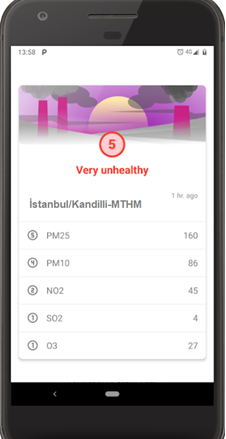 13:58 P 4G
5
Very unhealthy
1 hr. ago
İstanbul/Kandilli-MTHM
5 PM25 160
4 PM10 86
2 NO2 45
1 SO2 4
1 O3 27